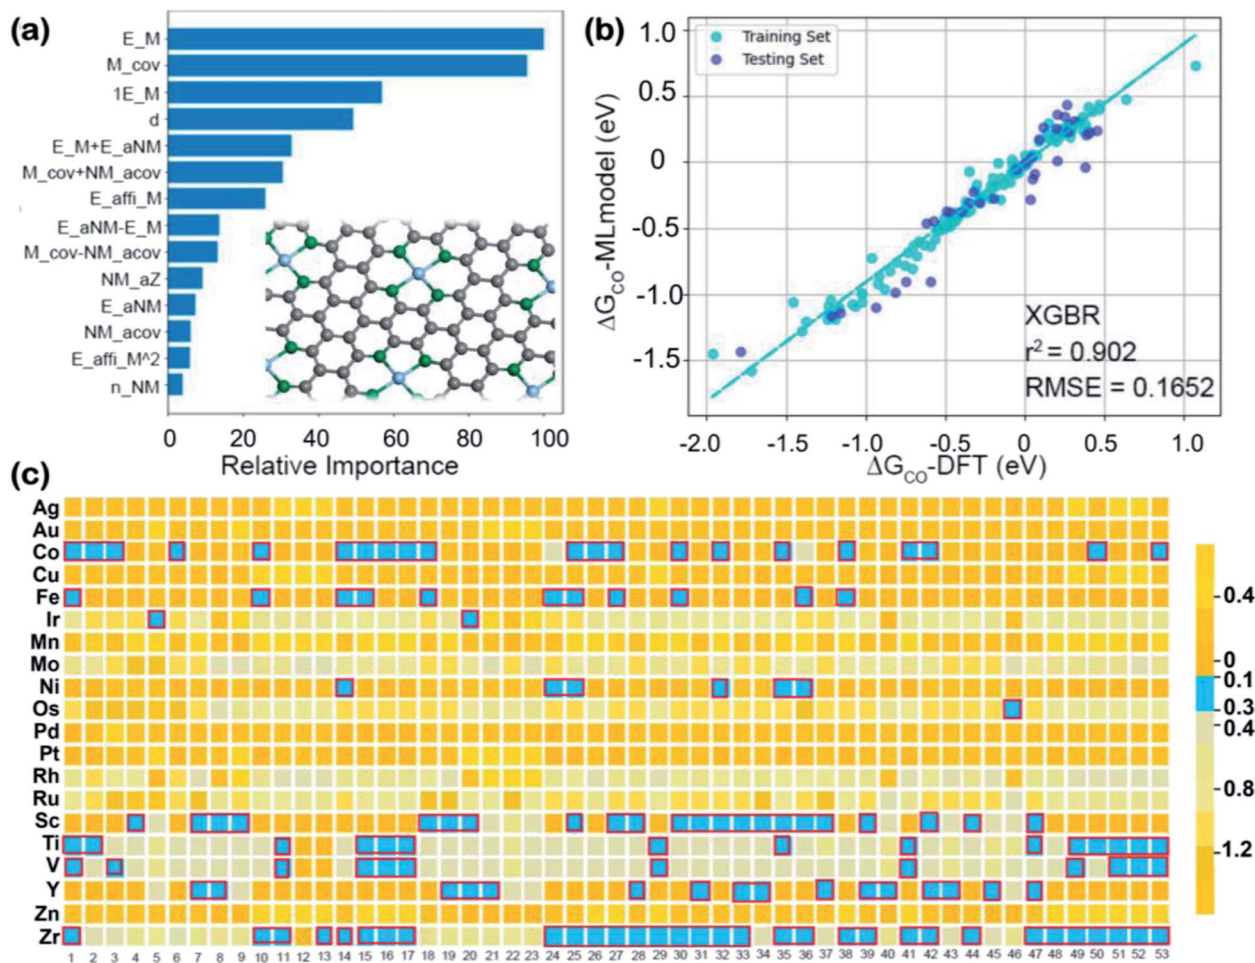 (a)
E_M
M_cov
1E_M
d
E_M+E_aNM
M_cov+NM_acov
E_affi_M
E_aNM-E_M
M_cov-NM_acov
NM_aZ
E_aNM
NM_acov
E_affi_M^2
n_NM
0 20 40 60 80 100
Relative Importance
(b)
Training Set
Testing Set
1.0
0.5
0
-0.5
-1.0
-1.5
ΔG_CO-MLmodel (eV)
XGBR
r² = 0.902
RMSE = 0.1652
-2.0 -1.5 -1.0 -0.5 0 0.5 1.0
ΔG_CO-DFT (eV)
(c)
Ag
Au
Co
Cu
Fe
Ir
Mn
Mo
Ni
Os
Pd
Pt
Rh
Ru
Sc
Ti
V
Y
Zn
Zr
1 2 3 4 5 6 7 8 9 10 11 12 13 14 15 16 17 18 19 20 21 22 23 24 25 26 27 28 29 30 31 32 33 34 35 36 37 38 39 40 41 42 43 44 45 46 47 48 49 50 51 52 53
0.4
0
-0.1
-0.3
-0.4
-0.8
-1.2